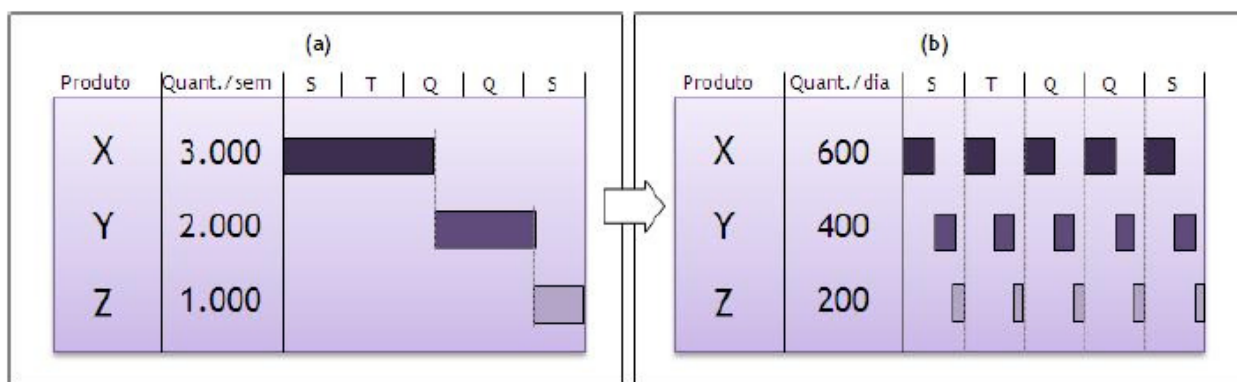 (a)
Produto Quant./sem S T Q Q S
X 3.000
Y 2.000
Z 1.000
(b)
Produto Quant./dia S T Q Q S
X 600
Y 400
Z 200